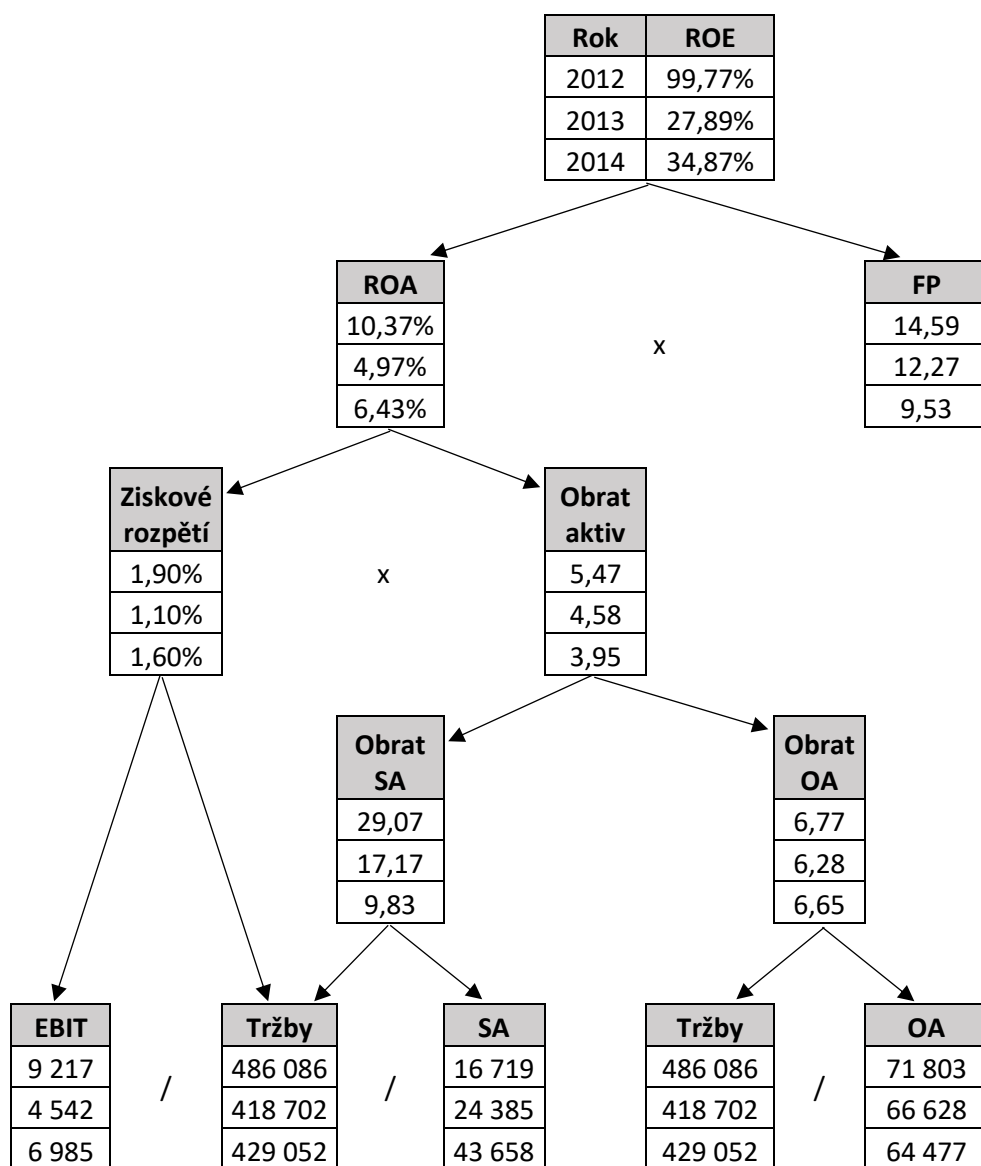 Rok ROE
2012 99,77%
2013 27,89%
2014 34,87%
ROA FP
10,37% 14,59
4,97% x 12,27
6,43% 9,53
Ziskové Obrat
rozpětí aktiv
1,90% x 5,47
1,10% 4,58
1,60% 3,95
Obrat Obrat
SA OA
29,07 6,77
17,17 6,28
9,83 6,65
EBIT Tržby SA Tržby OA
9 217 486 086 16 719 486 086 71 803
4 542 / 418 702 / 24 385 418 702 / 66 628
6 985 429 052 43 658 429 052 64 477